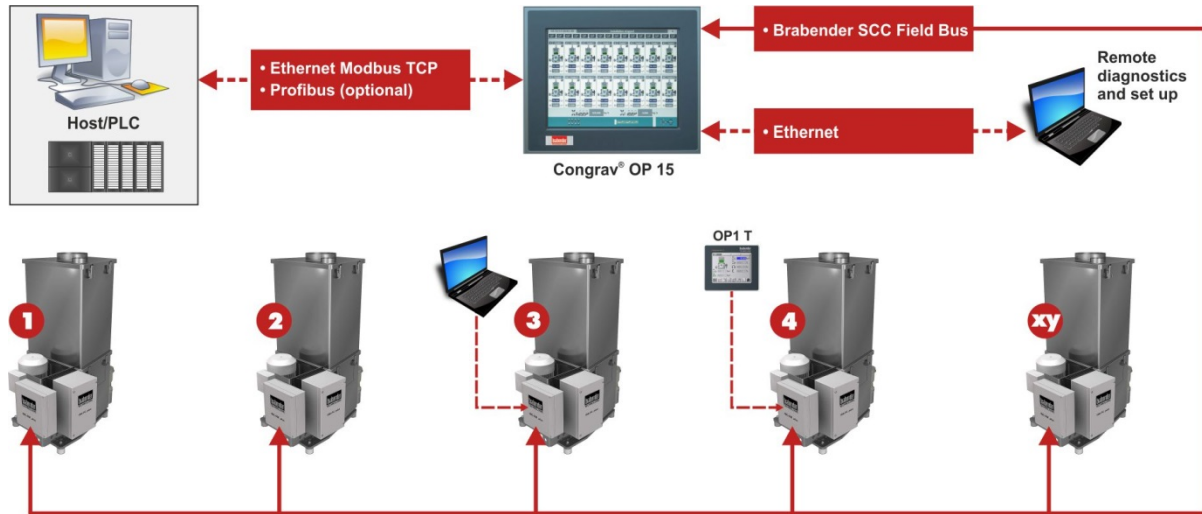 • Ethernet Modbus TCP
• Profibus (optional)
Host/PLC
Congrav® OP 15
• Brabender SCC Field Bus
• Ethernet
Remote
diagnostics
and set up
OP1 T
1
2
3
4
xy